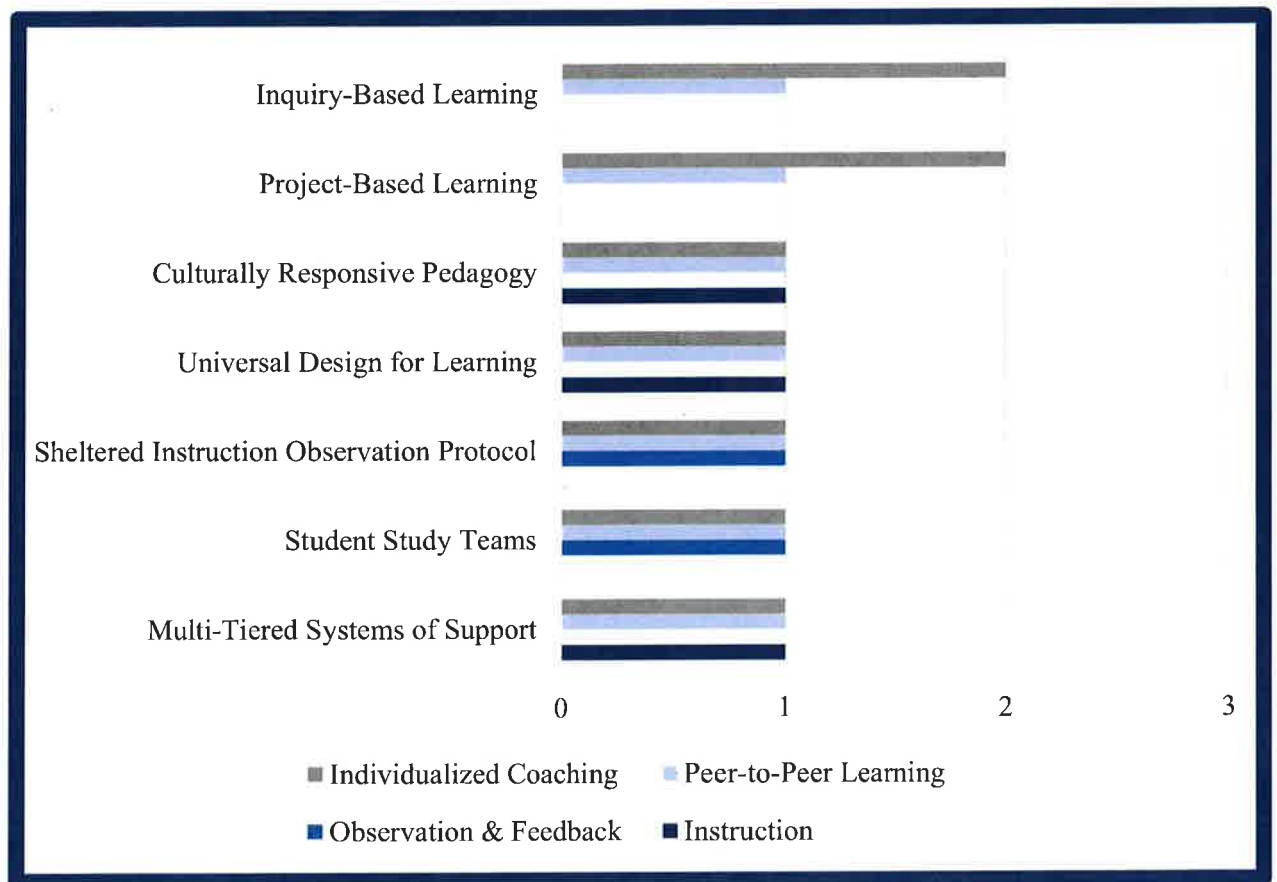 Inquiry-Based Learning
Project-Based Learning
Culturally Responsive Pedagogy
Universal Design for Learning
Sheltered Instruction Observation Protocol
Student Study Teams
Multi-Tiered Systems of Support
0 1 2 3
Individualized Coaching Peer-to-Peer Learning
Observation & Feedback Instruction